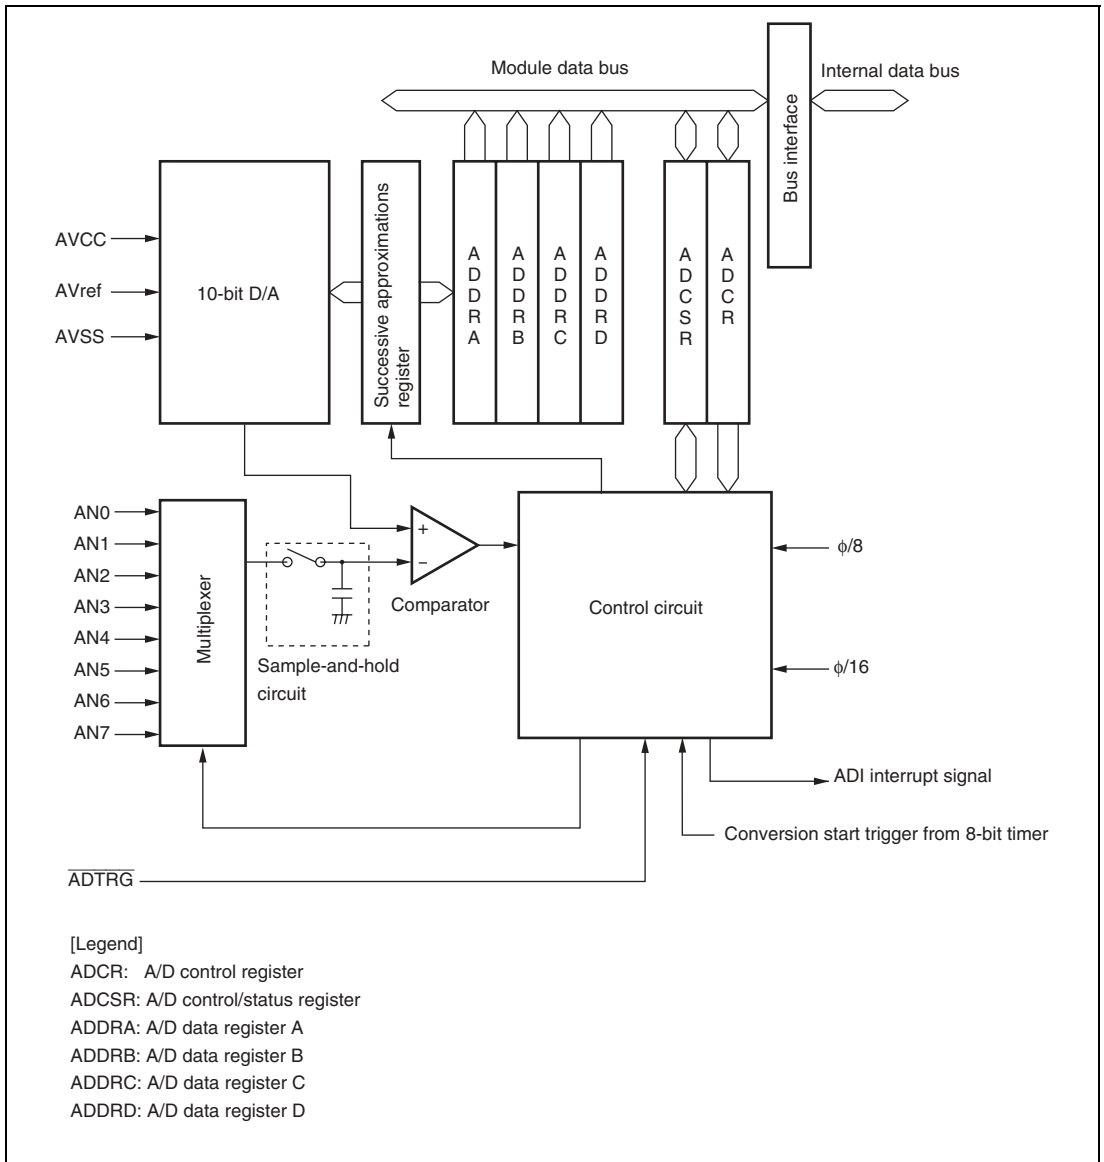 Module data bus
Internal data bus
Bus interface
AVCC
AVref
AVSS
10-bit D/A
Successive approximations
register
ADDRA
ADDRB
ADDRC
ADDRD
ADCSR
ADCR
AN0
AN1
AN2
AN3
AN4
AN5
AN6
AN7
Multiplexer
+
−
Comparator
Sample-and-hold
circuit
Control circuit
ϕ/8
ϕ/16
ADI interrupt signal
Conversion start trigger from 8-bit timer
ADTRG
[Legend]
ADCR: A/D control register
ADCSR: A/D control/status register
ADDRA: A/D data register A
ADDRB: A/D data register B
ADDRC: A/D data register C
ADDRD: A/D data register D